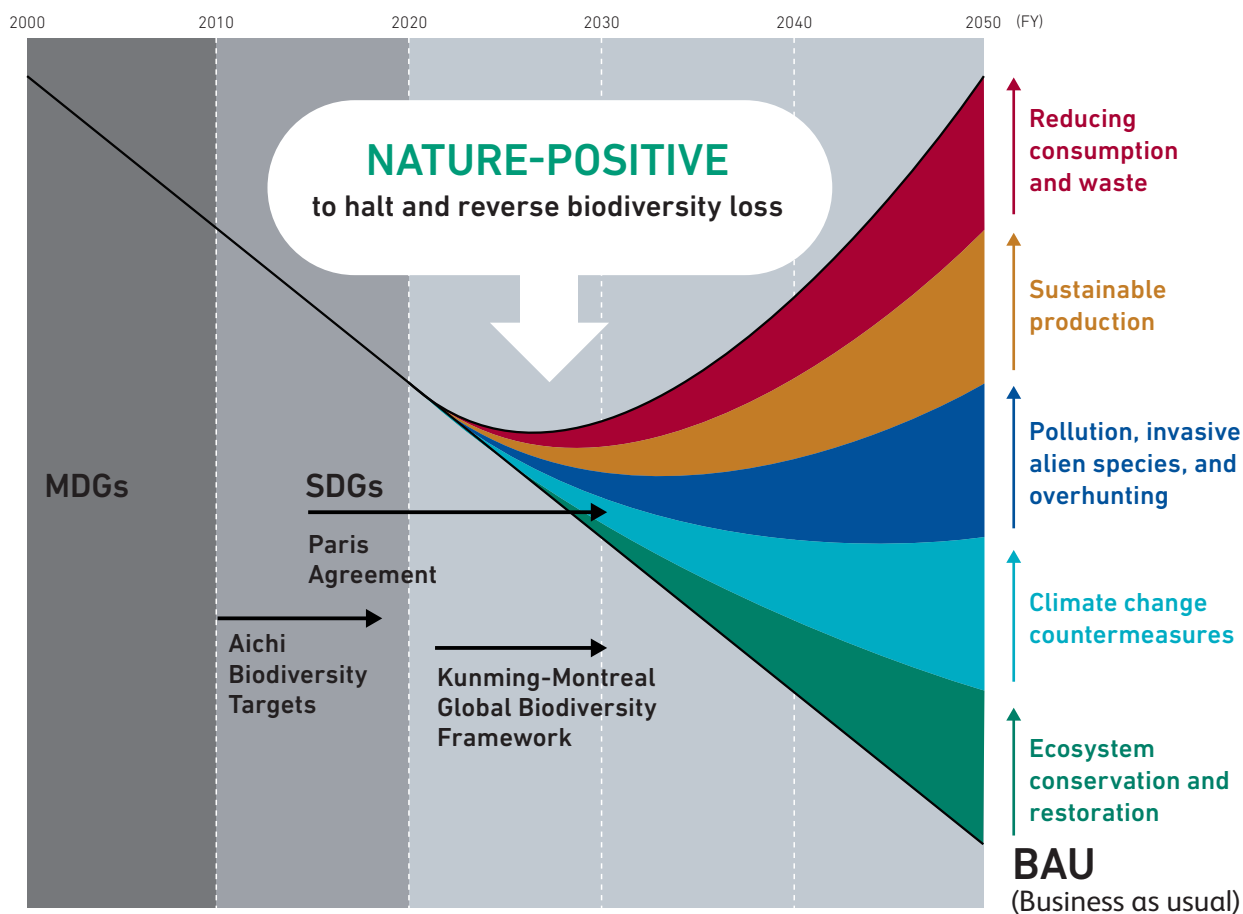 2000 2010 2020 2030 2040 2050 (FY)
NATURE-POSITIVE
to halt and reverse biodiversity loss
Reducing
consumption
and waste
Sustainable
production
Pollution, invasive
alien species, and
overhunting
Climate change
countermeasures
Ecosystem
conservation and
restoration
BAU
(Business as usual)
MDGs
SDGs
Paris
Agreement
Aichi
Biodiversity
Targets
Kunming-Montreal
Global Biodiversity
Framework